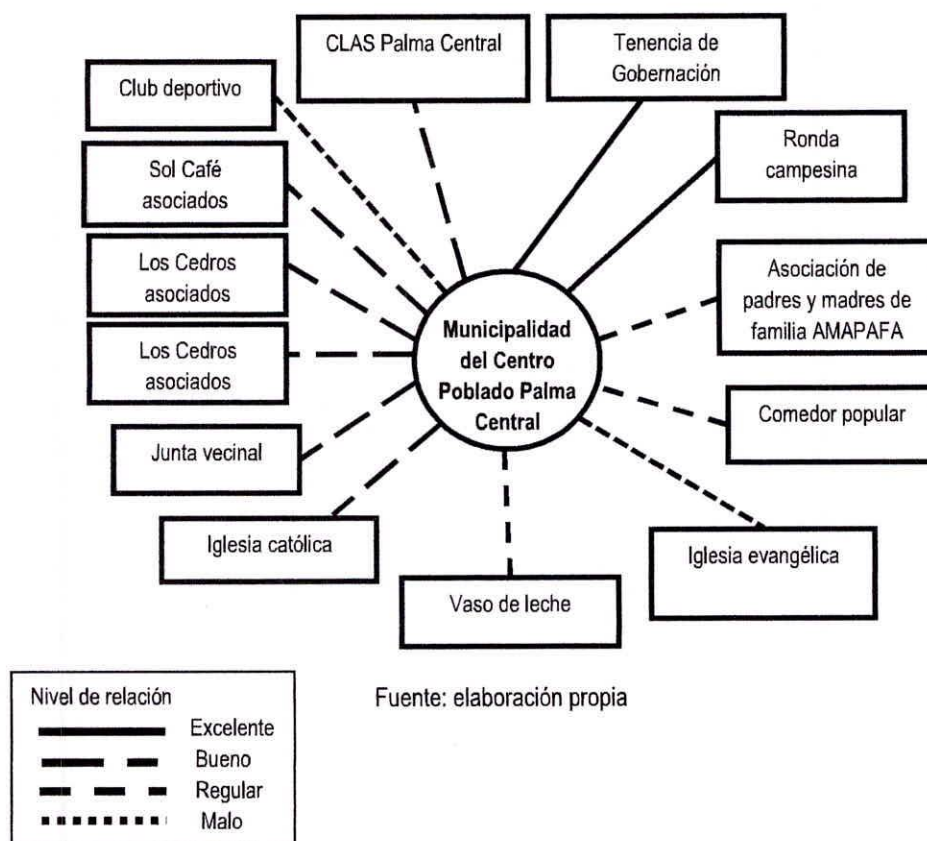 CLAS Palma Central
Tenencia de
Gobernación
Club deportivo
Ronda
campesina
Sol Café
asociados
Los Cedros
asociados
Asociación de
padres y madres de
familia AMAPAFA
Municipalidad
del Centro
Poblado Palma
Central
Los Cedros
asociados
Comedor popular
Junta vecinal
Iglesia católica
Iglesia evangélica
Vaso de leche
Nivel de relación
Excelente
Bueno
Regular
Malo
Fuente: elaboración propia